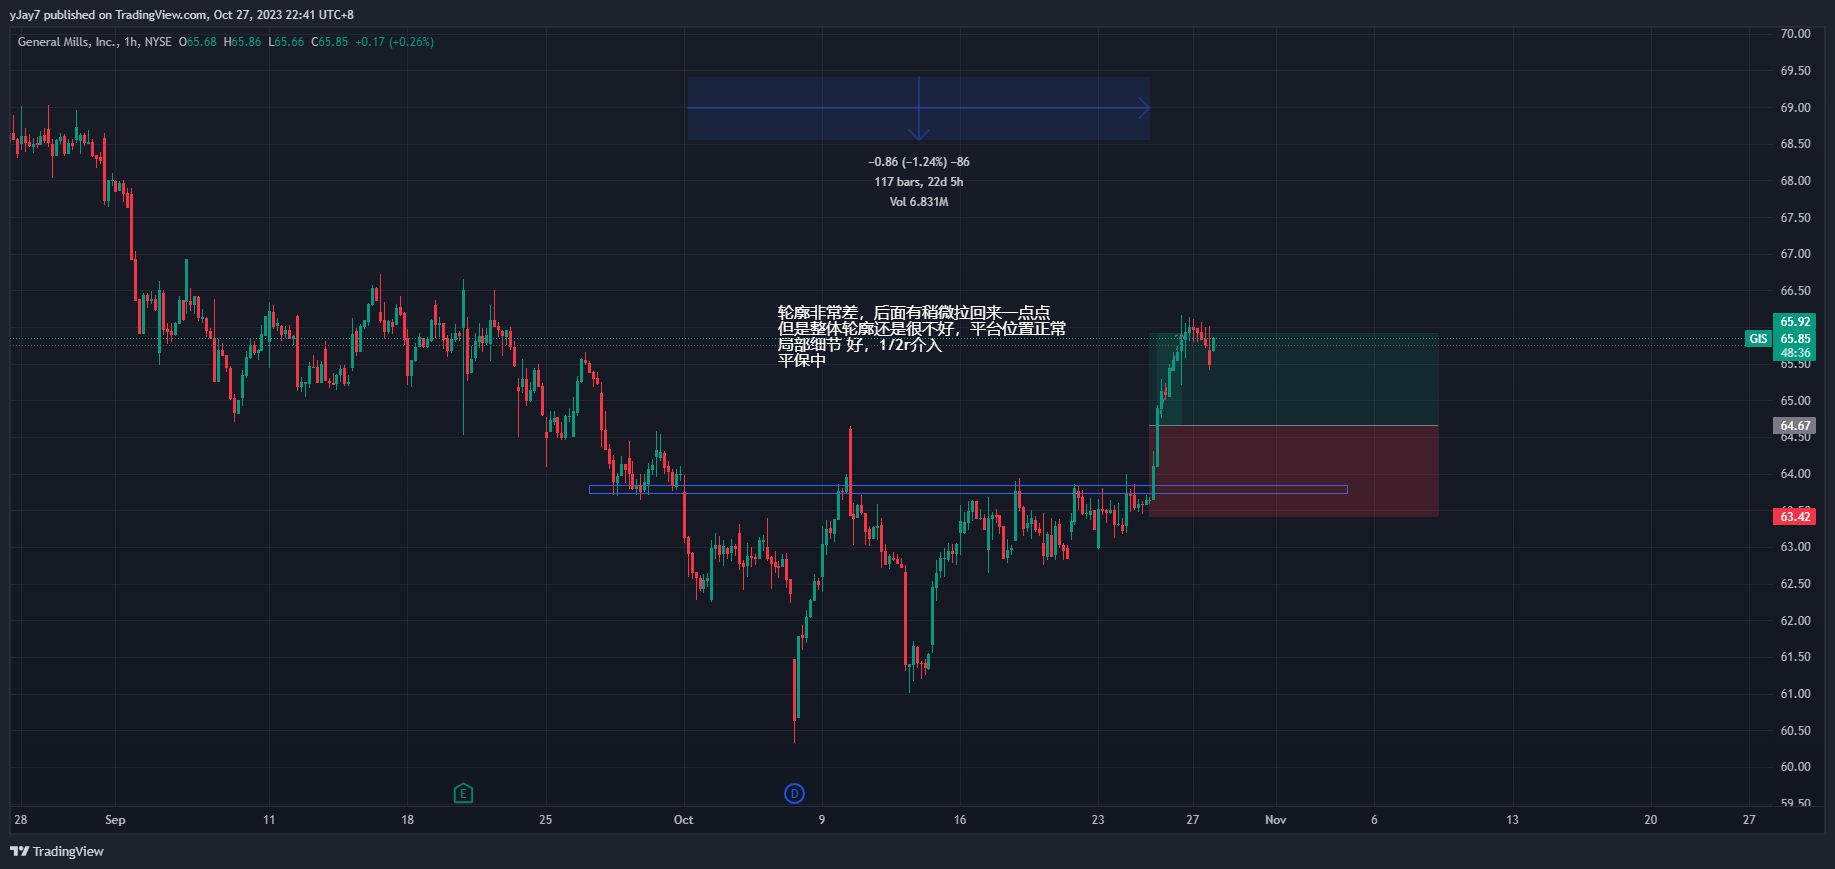 yJay7 published on TradingView.com, Oct 27, 2023 22:41 UTC+8
General Mills, Inc., 1h, NYSE O65.68 H65.86 L65.66 C65.85 +0.17 (+0.26%)
70.00
69.50
69.00
68.50
68.00
67.50
67.00
66.50
−0.86 (−1.24%) −86
117 bars, 22d 5h
Vol 6.831M
轮廓非常差，后面有稍微拉回来一点点
但是整体轮廓还是很不好，平台位置正常
局部细节 好，1/2r介入
平保中
65.92
GIS 65.85
48:36
65.50
65.00
64.67
64.50
64.00
63.42
63.00
62.50
62.00
61.50
61.00
60.50
60.00
59.50
E
D
28 Sep 11 18 25 Oct 9 16 23 27 Nov 6 13 20 27
TradingView